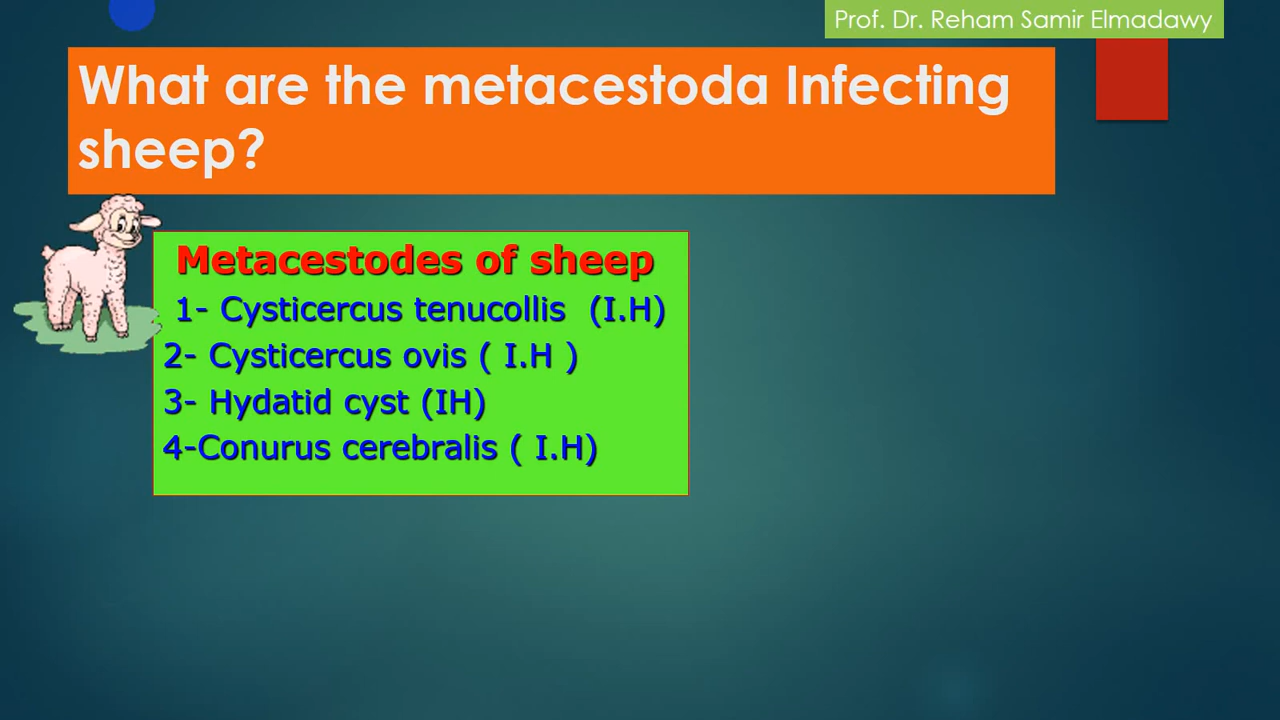 Prof. Dr. Reham Samir Elmadawy
What are the metacestoda Infecting
sheep?
Metacestodes of sheep
1- Cysticercus tenucollis (I.H)
2- Cysticercus ovis ( I.H )
3- Hydatid cyst (IH)
4-Conurus cerebralis ( I.H)